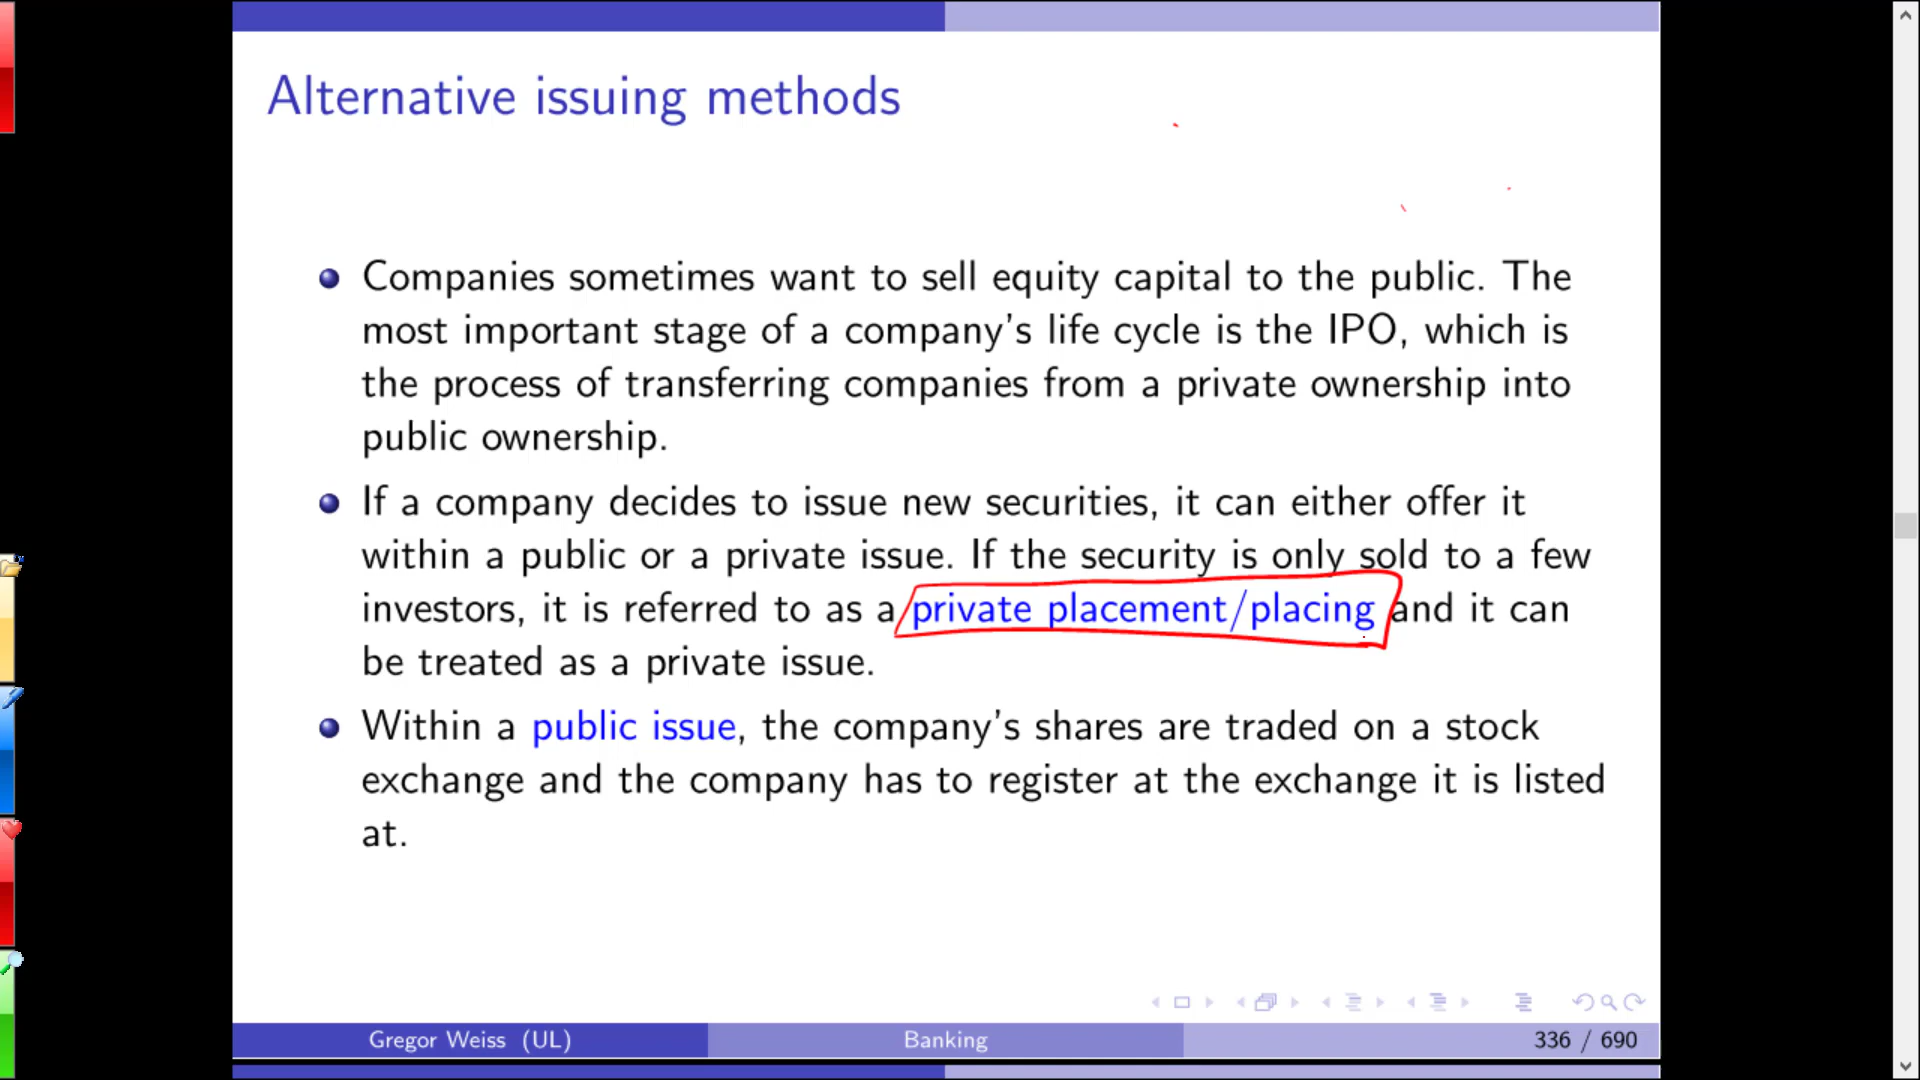 Alternative issuing methods
Companies sometimes want to sell equity capital to the public. The
most important stage of a company's life cycle is the IPO, which is
the process of transferring companies from a private ownership into
public ownership.
If a company decides to issue new securities, it can either offer it
within a public or a private issue. If the security is only sold to a few
investors, it is referred to as a private placement/placing and it can
be treated as a private issue.
Within a public issue, the company's shares are traded on a stock
exchange and the company has to register at the exchange it is listed
at.
Gregor Weiss (UL) Banking 336 / 690